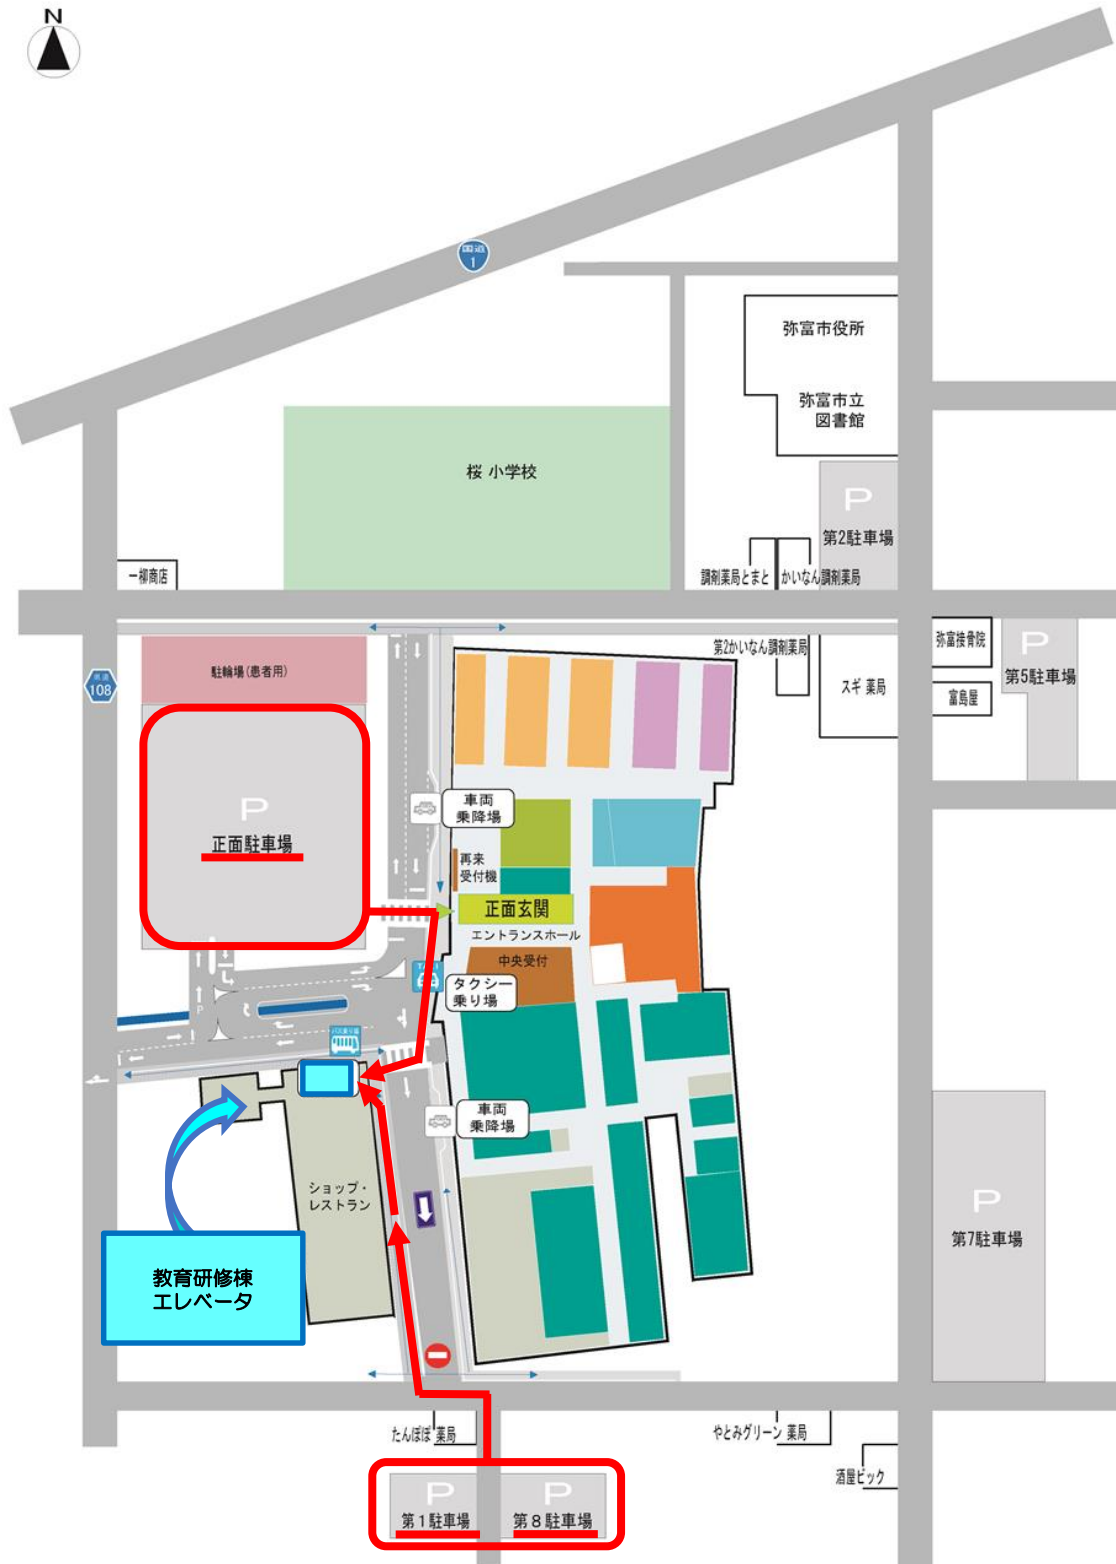 N
国道
1
弥富市役所
弥富市立
図書館
桜 小学校
P
第2駐車場
一柳商店
調剤薬局とまと
かいなん調剤薬局
駐輪場(患者用)
県道
108
第2かいなん調剤薬局
スギ 薬局
弥富接骨院
富島屋
P
第5駐車場
P
正面駐車場
車両
乗降場
再来
受付機
正面玄関
エントランスホール
中央受付
タクシー
乗り場
P
車両
乗降場
ショップ・
レストラン
教育研修棟
エレベータ
P
第7駐車場
たんぽぽ 薬局
やとみグリーン 薬局
酒屋ビック
P
第1駐車場
P
第8駐車場